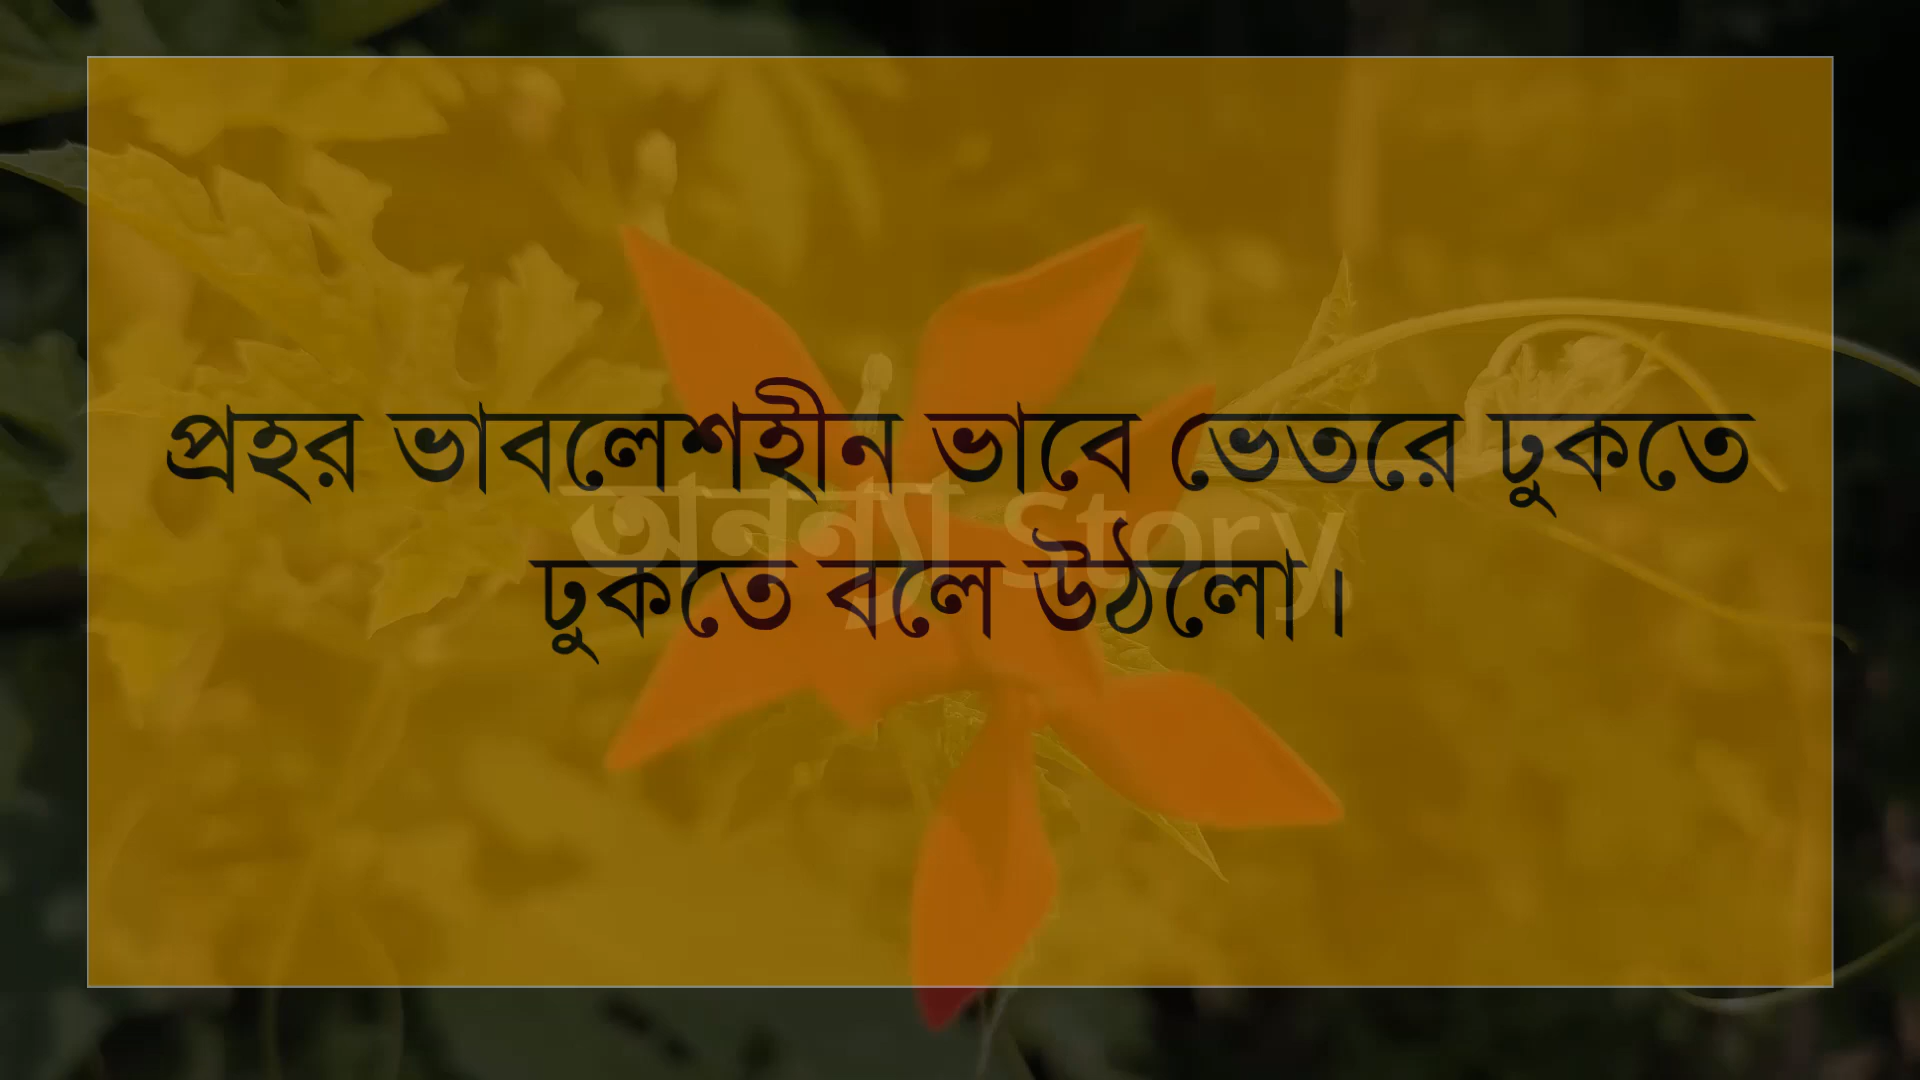 প্রহর ভাবলেশহীন ভাবে ভেতরে ঢুকতে
অনন্যা Story
ঢুকতে বলে উঠলো।